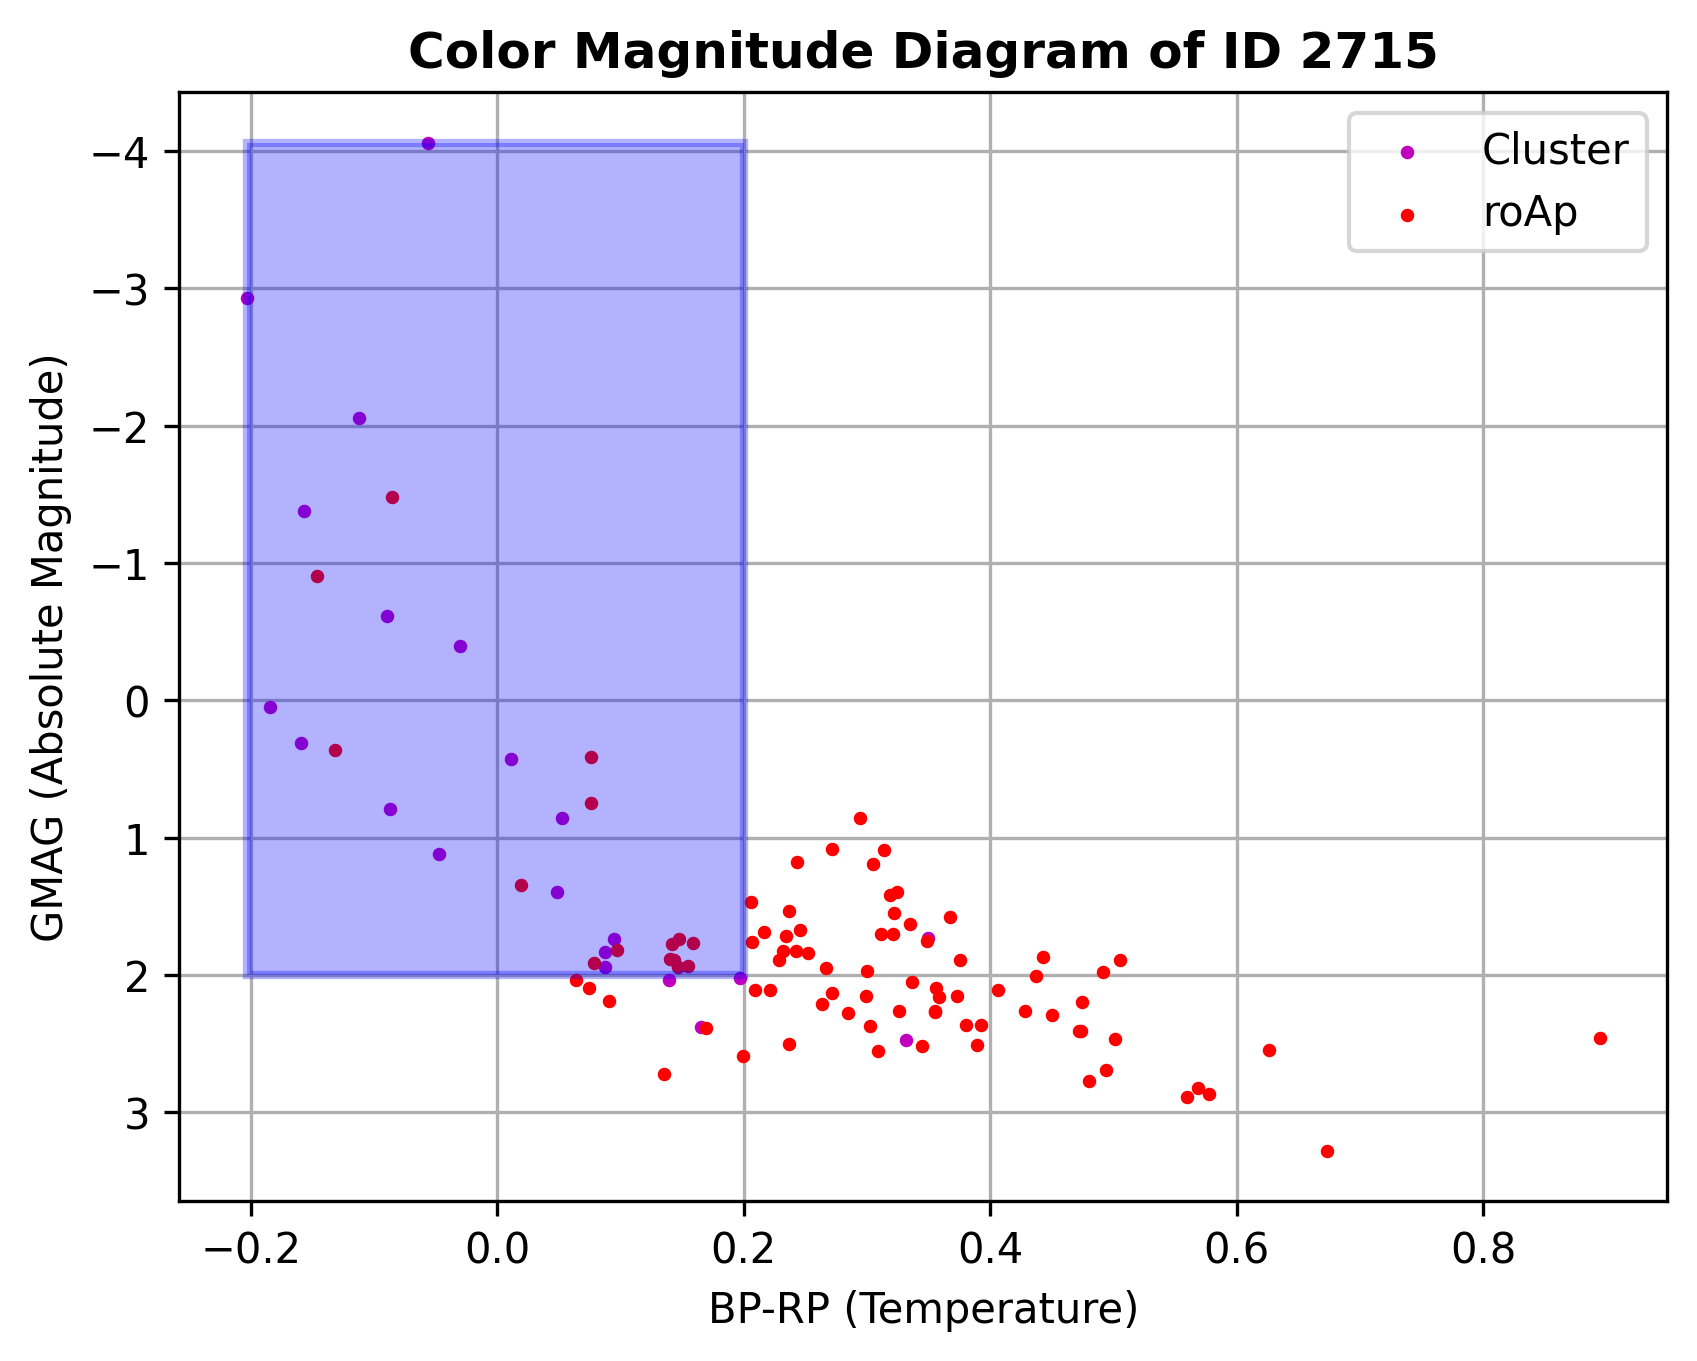 Color Magnitude Diagram of ID 2715
Cluster
roAp
GMAG (Absolute Magnitude)
−4
−3
−2
−1
0
1
2
3
−0.2 0.0 0.2 0.4 0.6 0.8
BP-RP (Temperature)